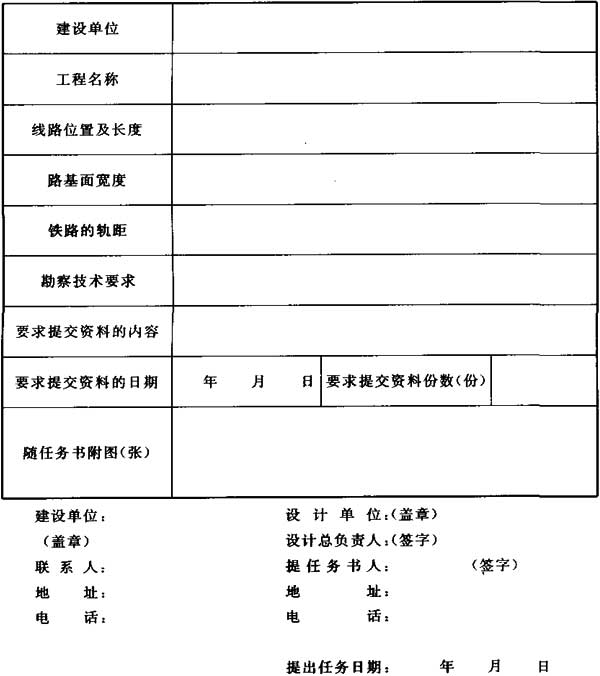 建设单位
工程名称
线路位置及长度
路基面宽度
铁路的轨距
勘察技术要求
要求提交资料的内容
要求提交资料的日期 年 月 日 要求提交资料份数(份)
随任务书附图(张)
建设单位: 设计单位:(盖章)
(盖章) 设计总负责人:(签字)
联系人: 提任务书人: (签字)
地 址: 地 址:
电 话: 电 话:
提出任务日期: 年 月 日